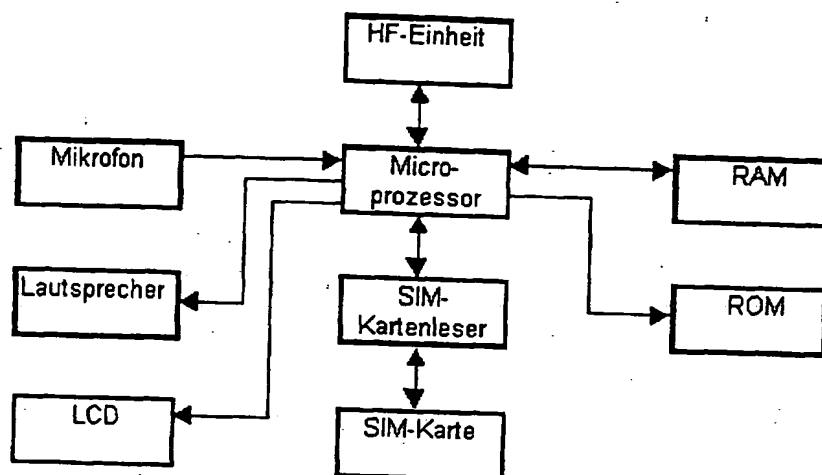 HF-Einheit
Mikrofon
Micro-
prozessor
RAM
Lautsprecher
SIM-
Kartenleser
ROM
LCD
SIM-Karte